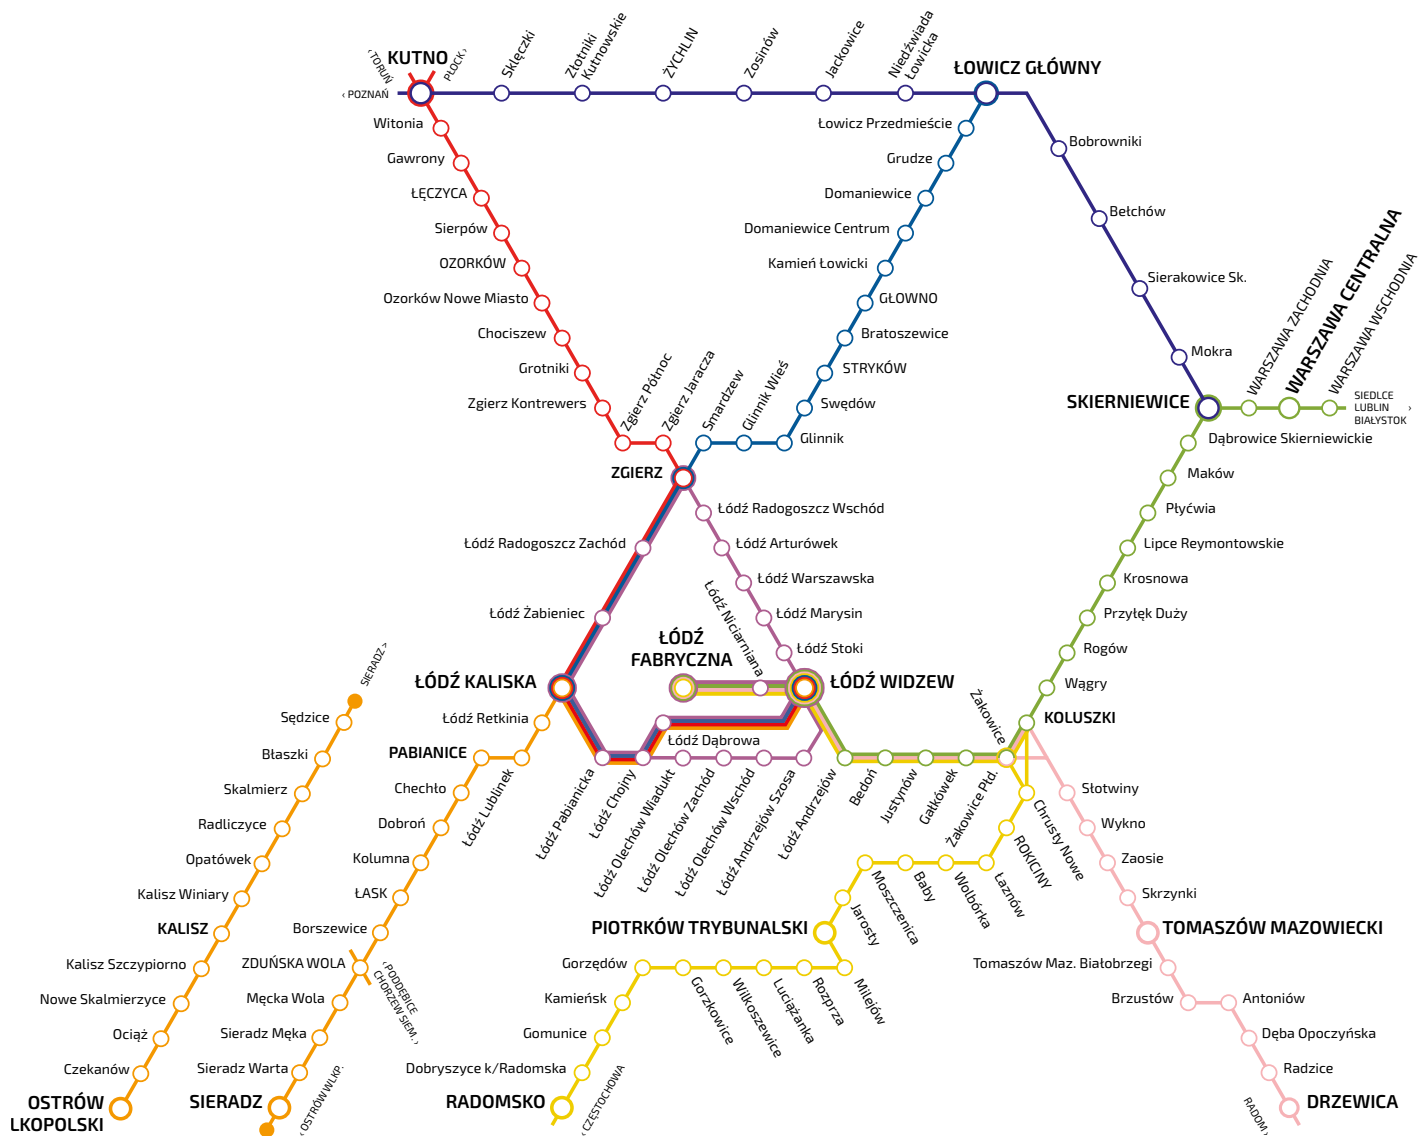 ‹ TORUŃ
KUTNO
PŁOCK ›
‹ POZNAŃ
Sklęczki
Złotniki
Kutnowskie
ŻYCHLIN
Zosinów
Jackowice
Niedźwiada
Łowicka
ŁOWICZ GŁÓWNY
Witonia
Gawrony
ŁĘCZYCA
Sierpów
OZORKÓW
Ozorków Nowe Miasto
Chociszew
Grotniki
Zgierz Kontrewers
Zgierz Północ
Zgierz Jaracza
ZGIERZ
Łowicz Przedmieście
Grudze
Domaniewice
Domaniewice Centrum
Kamień Łowicki
GŁOWNO
Bratoszewice
STRYKÓW
Swędów
Glinnik
Glinnik Wieś
Smardzew
Bobrowniki
Bełchów
Sierakowice Sk.
Mokra
SKIERNIEWICE
WARSZAWA ZACHODNIA
WARSZAWA CENTRALNA
WARSZAWA WSCHODNIA
SIEDLCE
LUBLIN
BIAŁYSTOK ›
Dąbrowice Skierniewickie
Maków
Płyćwia
Lipce Reymontowskie
Krosnowa
Przyłęk Duży
Rogów
Wągry
KOLUSZKI
Łódź Radogoszcz Wschód
Łódź Arturówek
Łódź Warszawska
Łódź Marysin
Łódź Stoki
Łódź Radogoszcz Zachód
Łódź Żabieniec
ŁÓDŹ KALISKA
ŁÓDŹ
FABRYCZNA
Łódź Niciarniana
ŁÓDŹ WIDZEW
Łódź Dąbrowa
Łódź Pabianicka
Łódź Chojny
Łódź Olechów Wiadukt
Łódź Olechów Zachód
Łódź Olechów Wschód
Łódź Andrzejów Szosa
Łódź Andrzejów
Bedoń
Justynów
Gałkówek
Żakowice Płd.
Żakowice
Chrusty Nowe
ROKICINY
Łaznów
Wolbórka
Baby
Moszczenica
Jarosty
PIOTRKÓW TRYBUNALSKI
Milejów
Rozprza
Luciążanka
Wilkoszewice
Gorzkowice
Gorzędów
Kamieńsk
Gomunice
Dobryszyce k/Radomska
RADOMSKO
‹ CZĘSTOCHOWA
Słotwiny
Wykno
Zaosie
Skrzynki
TOMASZÓW MAZOWIECKI
Tomaszów Maz. Białobrzegi
Brzustów
Antoniów
Dęba Opoczyńska
Radzice
DRZEWICA
RADOM ›
Łódź Retkinia
Łódź Lublinek
PABIANICE
Chechło
Dobroń
Kolumna
ŁASK
Borszewice
ZDUŃSKA WOLA
‹ PODDĘBICE
CHORZEW SIEM. ›
Męcka Wola
Sieradz Męka
Sieradz Warta
SIERADZ
‹ OSTRÓW WLKP.
SIERADZ ›
Sędzice
Błaszki
Skalmierz
Radliczyce
Opatówek
Kalisz Winiary
KALISZ
Kalisz Szczypiorno
Nowe Skalmierzyce
Ociąż
Czekanów
OSTRÓW
LKOPOLSKI